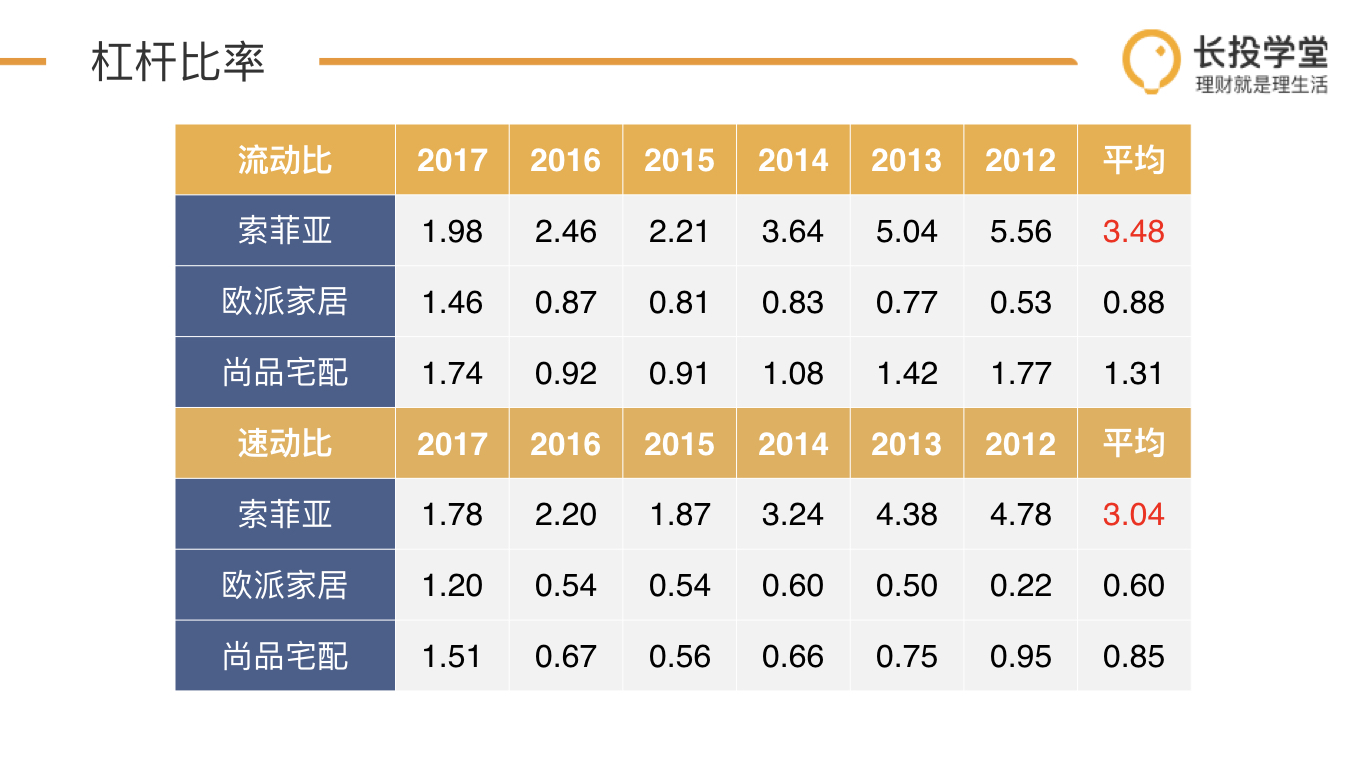 杠杆比率
长投学堂
理财就是理生活
流动比 2017 2016 2015 2014 2013 2012 平均
索菲亚 1.98 2.46 2.21 3.64 5.04 5.56 3.48
欧派家居 1.46 0.87 0.81 0.83 0.77 0.53 0.88
尚品宅配 1.74 0.92 0.91 1.08 1.42 1.77 1.31
速动比 2017 2016 2015 2014 2013 2012 平均
索菲亚 1.78 2.20 1.87 3.24 4.38 4.78 3.04
欧派家居 1.20 0.54 0.54 0.60 0.50 0.22 0.60
尚品宅配 1.51 0.67 0.56 0.66 0.75 0.95 0.85